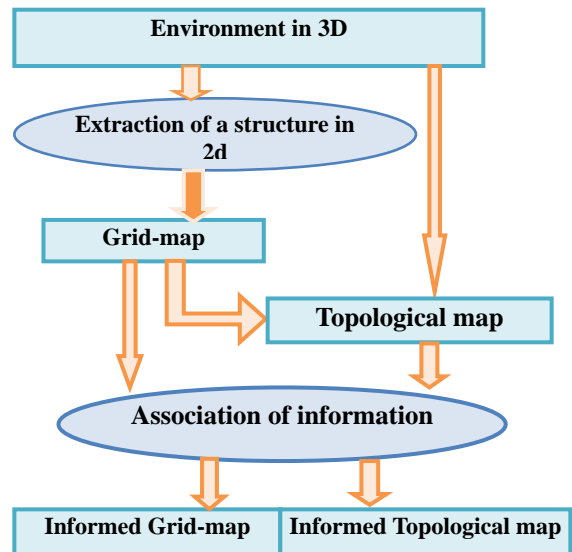 Environment in 3D
Extraction of a structure in
2d
Grid-map
Topological map
Association of information
Informed Grid-map
Informed Topological map